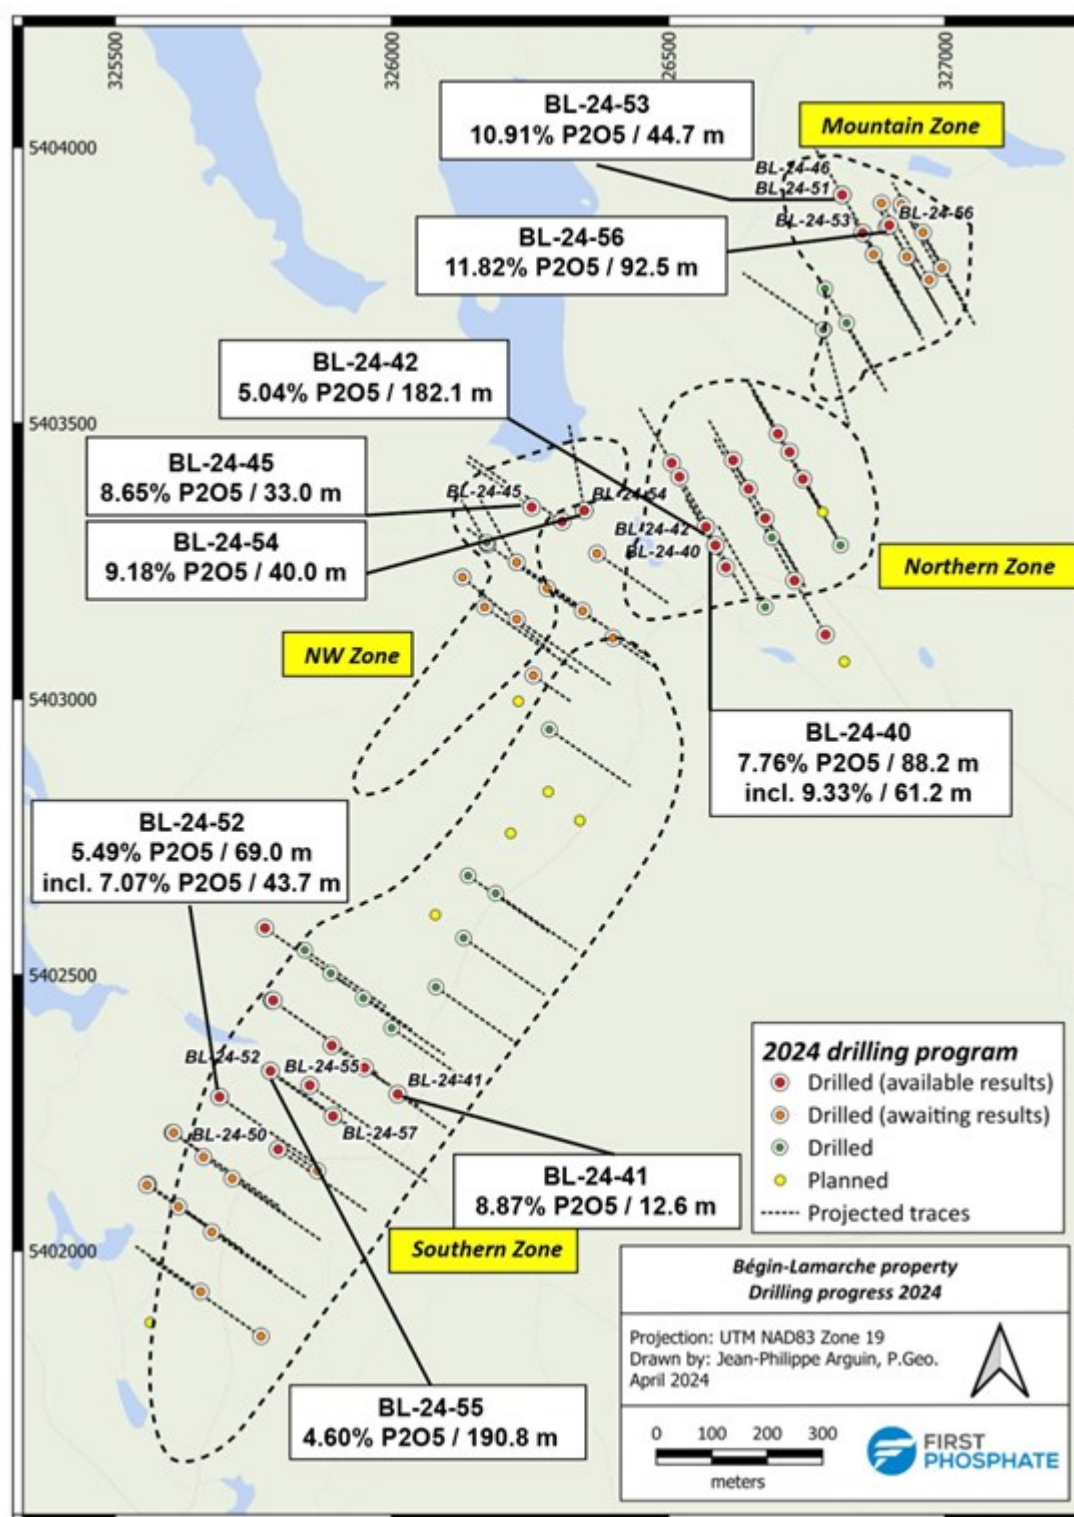 325500
326000
326500
327000
5404000
5403500
5403000
5402500
5402000
BL-24-53
10.91% P2O5 / 44.7 m
Mountain Zone
BL-24-46
BL-24-51
BL-24-53
BL-24-56
BL-24-56
11.82% P2O5 / 92.5 m
BL-24-42
5.04% P2O5 / 182.1 m
BL-24-45
8.65% P2O5 / 33.0 m
BL-24-45
BL-24-54
BL-24-54
9.18% P2O5 / 40.0 m
BL-24-42
BL-24-40
Northern Zone
NW Zone
BL-24-40
7.76% P2O5 / 88.2 m
incl. 9.33% / 61.2 m
BL-24-52
5.49% P2O5 / 69.0 m
incl. 7.07% P2O5 / 43.7 m
BL-24-52
BL-24-55
BL-24-41
BL-24-50
BL-24-57
BL-24-41
8.87% P2O5 / 12.6 m
Southern Zone
BL-24-55
4.60% P2O5 / 190.8 m
2024 drilling program
Drilled (available results)
Drilled (awaiting results)
Drilled
Planned
Projected traces
Bégin-Lamarche property
Drilling progress 2024
Projection: UTM NAD83 Zone 19
Drawn by: Jean-Philippe Arguin, P.Geo.
April 2024
0 100 200 300
meters
FIRST
PHOSPHATE